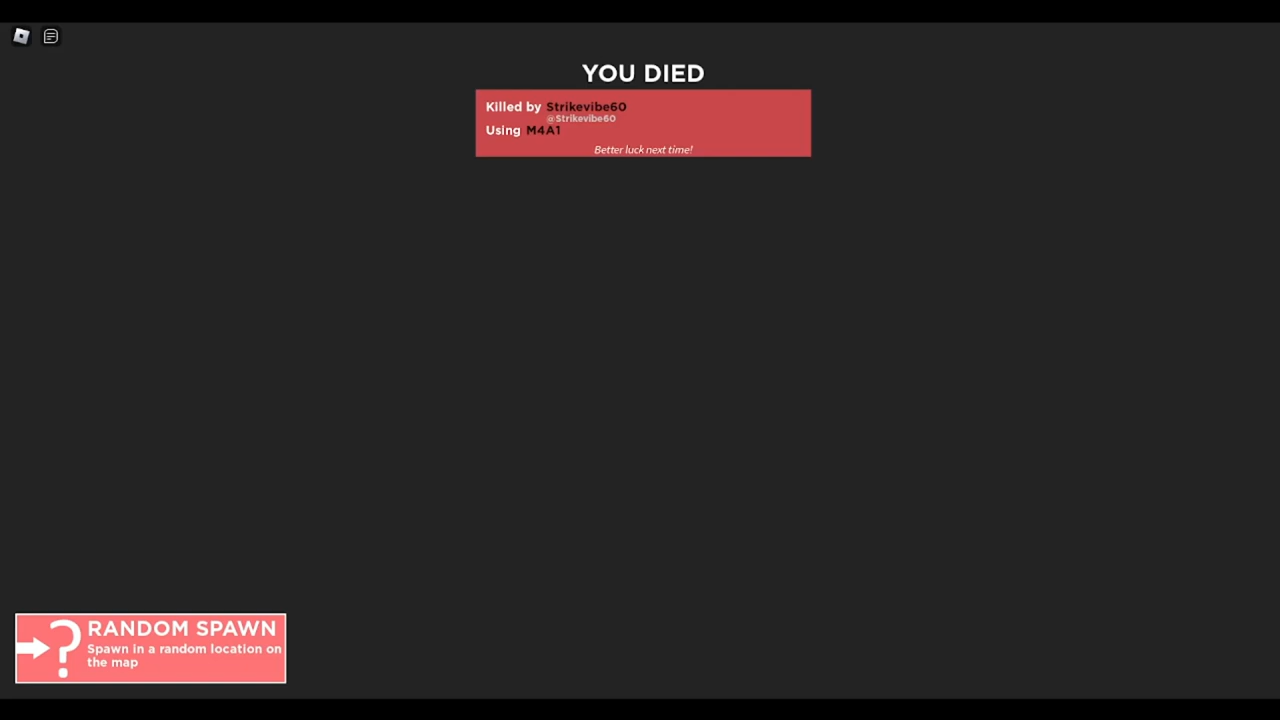 YOU DIED
Killed by Strikevibe60
@Strikevibe60
Using M4A1
Better luck next time!
RANDOM SPAWN
Spawn in a random location on
the map